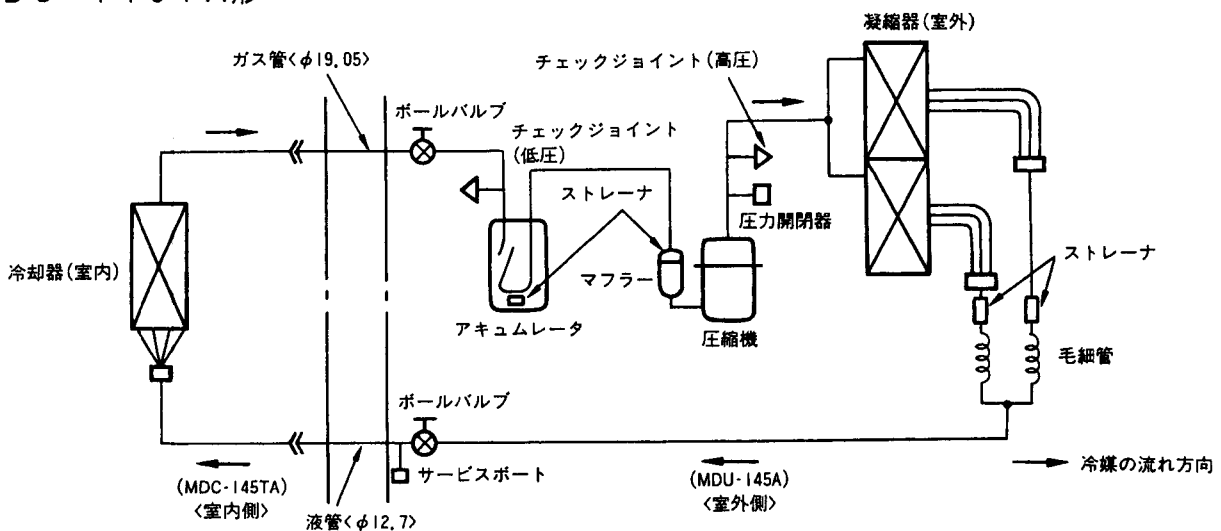 凝縮器(室外)
ガス管<φ19.05>
チェックジョイント(高圧)
ボールバルブ
チェックジョイント
(低圧)
ストレーナ
圧力開閉器
冷却器(室内)
マフラー
ストレーナ
アキュムレータ
圧縮機
毛細管
ボールバルブ
サービスポート
(MDC-145TA)
〈室内側〉
(MDU-145A)
〈室外側〉
冷媒の流れ方向
液管<φ12.7>